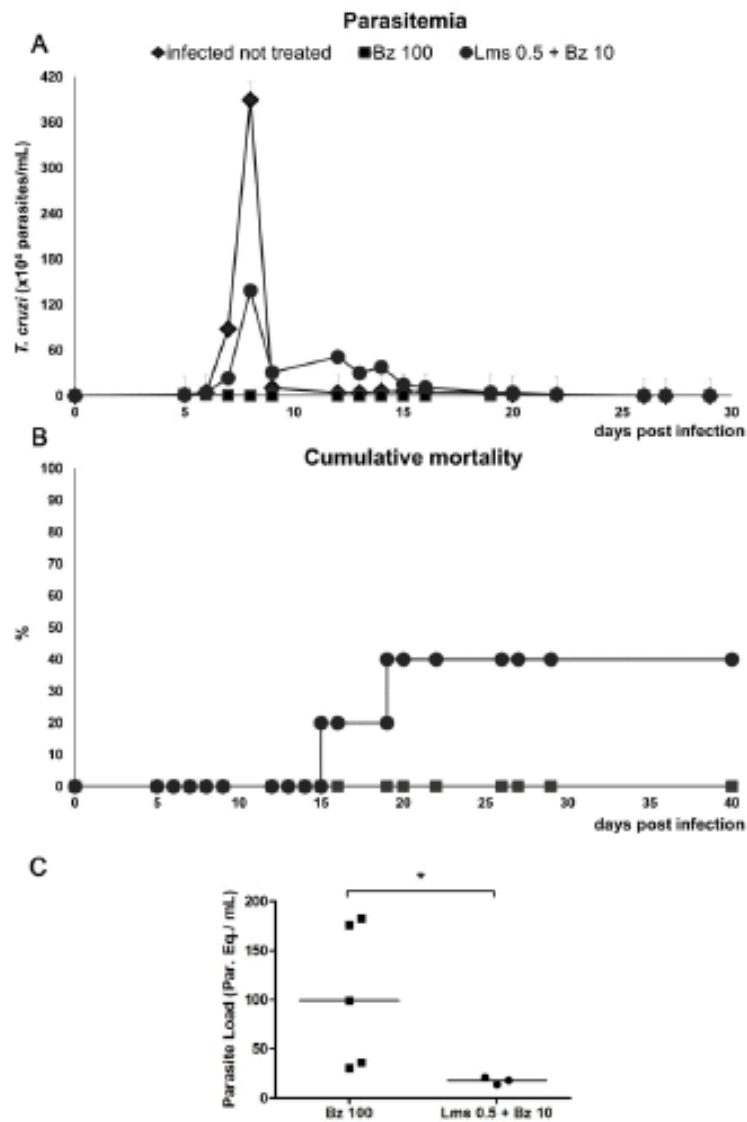 A
Parasitemia
infected not treated Bz 100 Lms 0.5 + Bz 10
T. cruzi (x10⁴ parasites/mL)
420
360
300
240
180
120
60
0
0 5 10 15 20 25 30
days post infection
B
Cumulative mortality
%
100
90
80
70
60
50
40
30
20
10
0
0 5 10 15 20 25 30 35 40
days post infection
C
*
Parasite Load (Par. Eq./ mL)
200
150
100
50
0
Bz 100 Lms 0.5 + Bz 10